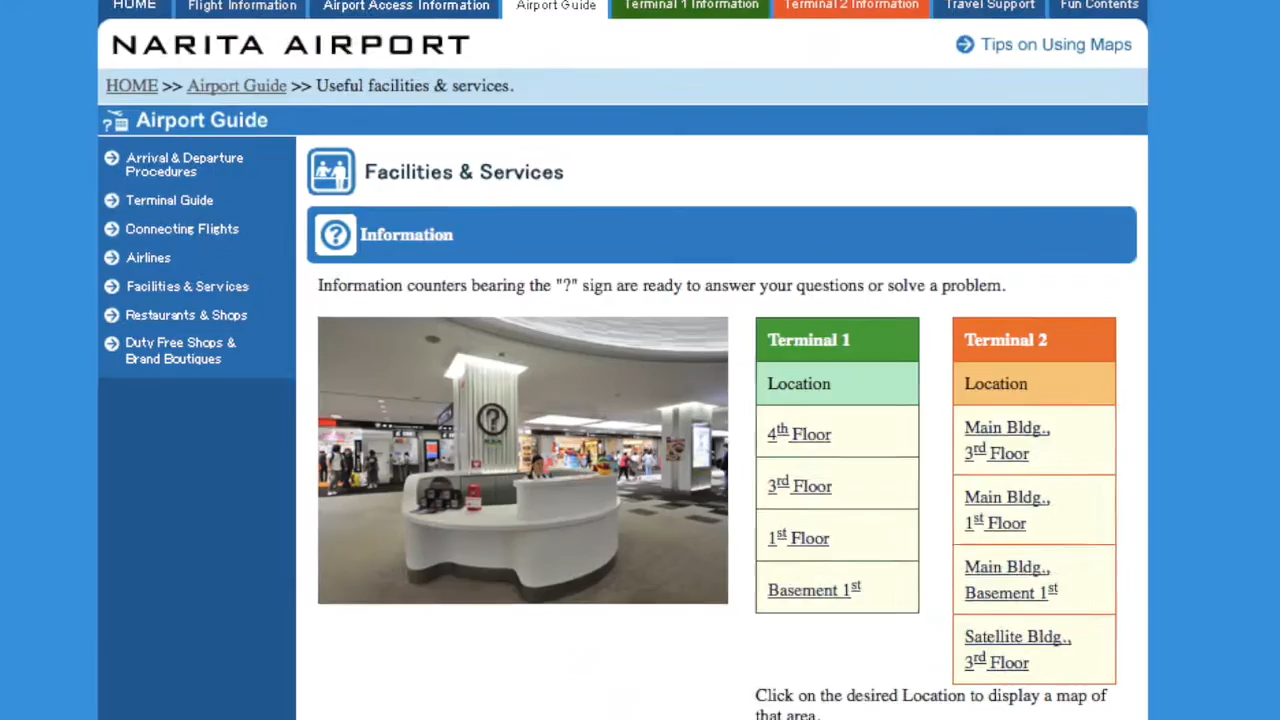 HOME Flight Information Airport Access Information Airport Guide Terminal 1 Information Terminal 2 Information Travel Support Fun Contents
NARITA AIRPORT
Tips on Using Maps
HOME >> Airport Guide >> Useful facilities & services.
Airport Guide
Arrival & Departure
Procedures
Terminal Guide
Connecting Flights
Airlines
Facilities & Services
Restaurants & Shops
Duty Free Shops &
Brand Boutiques
Facilities & Services
? Information
Information counters bearing the "?" sign are ready to answer your questions or solve a problem.
?
Terminal 1
Location
4th Floor
3rd Floor
1st Floor
Basement 1st
Terminal 2
Location
Main Bldg.,
3rd Floor
Main Bldg.,
1st Floor
Main Bldg.,
Basement 1st
Satellite Bldg.,
3rd Floor
Click on the desired Location to display a map of
that area.